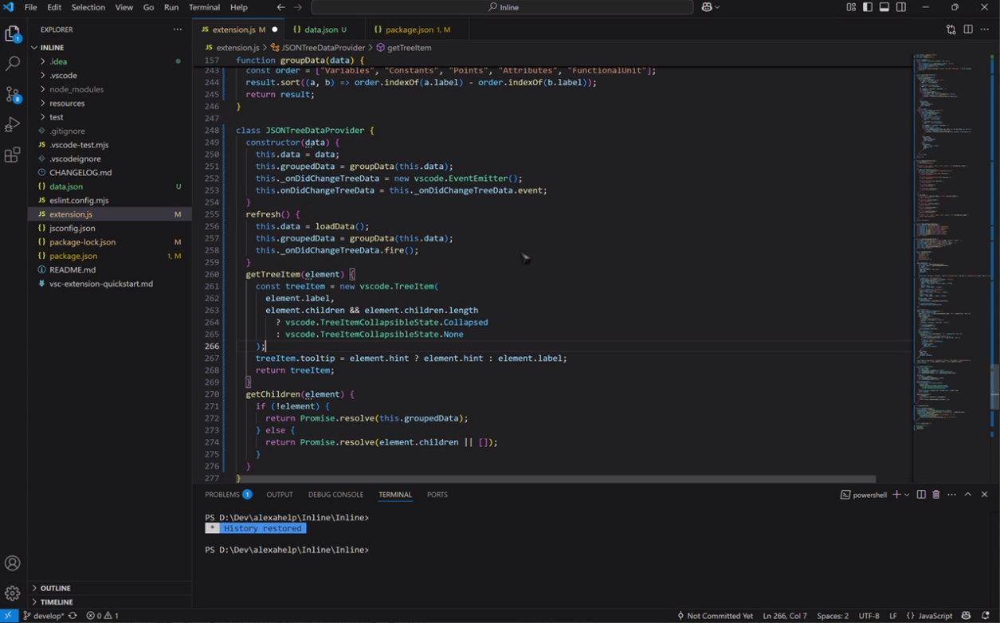 File Edit Selection View Go Run Terminal Help
Inline
EXPLORER
INLINE
.idea
.vscode
node_modules
resources
test
.gitignore
JS .vscode-test.mjs
.vscodeignore
CHANGELOG.md
{} data.json U
JS eslint.config.mjs
JS extension.js M
{} jsconfig.json
{} package-lock.json M
{} package.json 1, M
README.md
vsc-extension-quickstart.md
OUTLINE
TIMELINE
JS extension.js M
{} data.json U
{} package.json 1, M
JS extension.js > JSONTreeDataProvider > getTreeItem
157 function groupData(data) {
243 const order = ["Variables", "Constants", "Points", "Attributes", "FunctionalUnit"];
244 result.sort((a, b) => order.indexOf(a.label) - order.indexOf(b.label));
245 return result;
246 }
247
248 class JSONTreeDataProvider {
249 constructor(data) {
250 this.data = data;
251 this.groupedData = groupData(this.data);
252 this._onDidChangeTreeData = new vscode.EventEmitter();
253 this.onDidChangeTreeData = this._onDidChangeTreeData.event;
254 }
255 refresh() {
256 this.data = loadData();
257 this.groupedData = groupData(this.data);
258 this._onDidChangeTreeData.fire();
259 }
260 getTreeItem(element) {
261 const treeItem = new vscode.TreeItem(
262 element.label,
263 element.children && element.children.length
264 ? vscode.TreeItemCollapsibleState.Collapsed
265 : vscode.TreeItemCollapsibleState.None
266 );
267 treeItem.tooltip = element.hint ? element.hint : element.label;
268 return treeItem;
269 }
270 getChildren(element) {
271 if (!element) {
272 return Promise.resolve(this.groupedData);
273 } else {
274 return Promise.resolve(element.children || []);
275 }
276 }
277 }
PROBLEMS 1 OUTPUT DEBUG CONSOLE TERMINAL PORTS
powershell
PS D:\Dev\alexahelp\Inline\Inline>
* History restored
PS D:\Dev\alexahelp\Inline\Inline>
develop* 0 1
Not Committed Yet Ln 266, Col 7 Spaces: 2 UTF-8 LF {} JavaScript